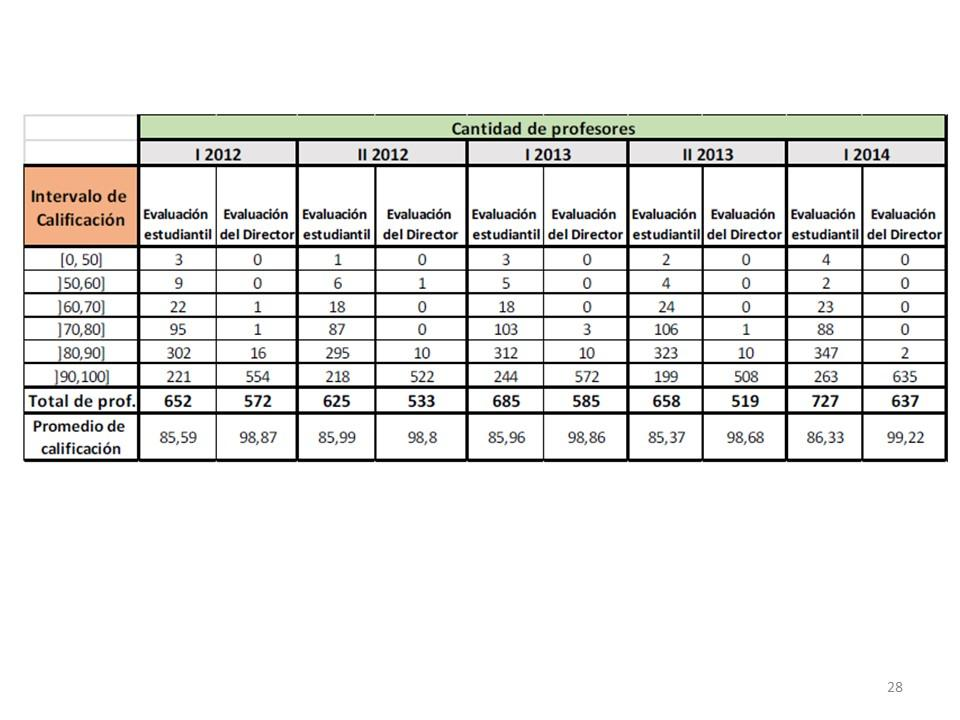 Cantidad de profesores
I 2012 II 2012 I 2013 II 2013 I 2014
Intervalo de
Calificación
Evaluación Evaluación Evaluación Evaluación Evaluación Evaluación Evaluación Evaluación Evaluación Evaluación
estudiantil del Director estudiantil del Director estudiantil del Director estudiantil del Director estudiantil del Director
[0, 50] 3 0 1 0 3 0 2 0 4 0
]50,60] 9 0 6 1 5 0 4 0 2 0
]60,70] 22 1 18 0 18 0 24 0 23 0
]70,80] 95 1 87 0 103 3 106 1 88 0
]80,90] 302 16 295 10 312 10 323 10 347 2
]90,100] 221 554 218 522 244 572 199 508 263 635
Total de prof. 652 572 625 533 685 585 658 519 727 637
Promedio de
calificación
85,59 98,87 85,99 98,8 85,96 98,86 85,37 98,68 86,33 99,22
28